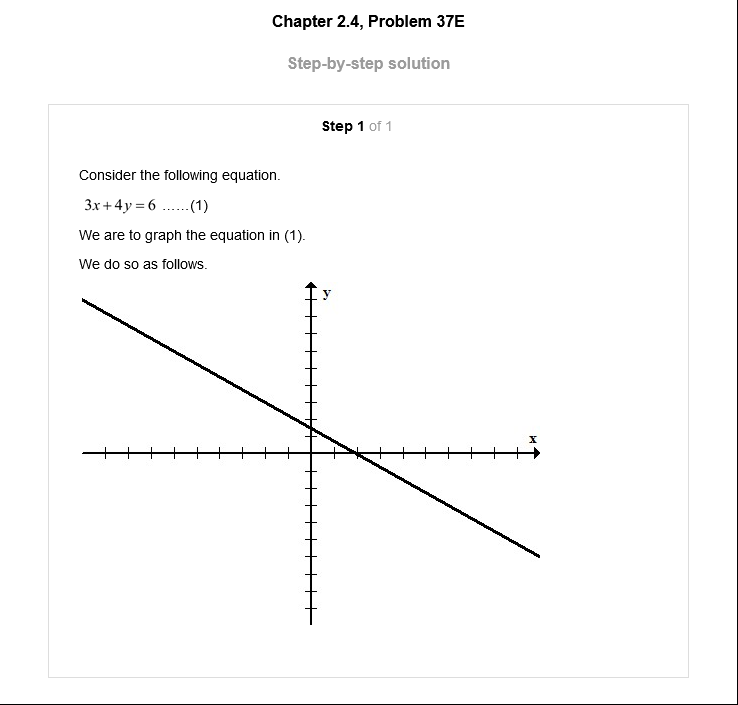 Chapter 2.4, Problem 37E
Step-by-step solution
Step 1 of 1
Consider the following equation.
3x+4y=6 ......(1)
We are to graph the equation in (1).
We do so as follows.
y
x